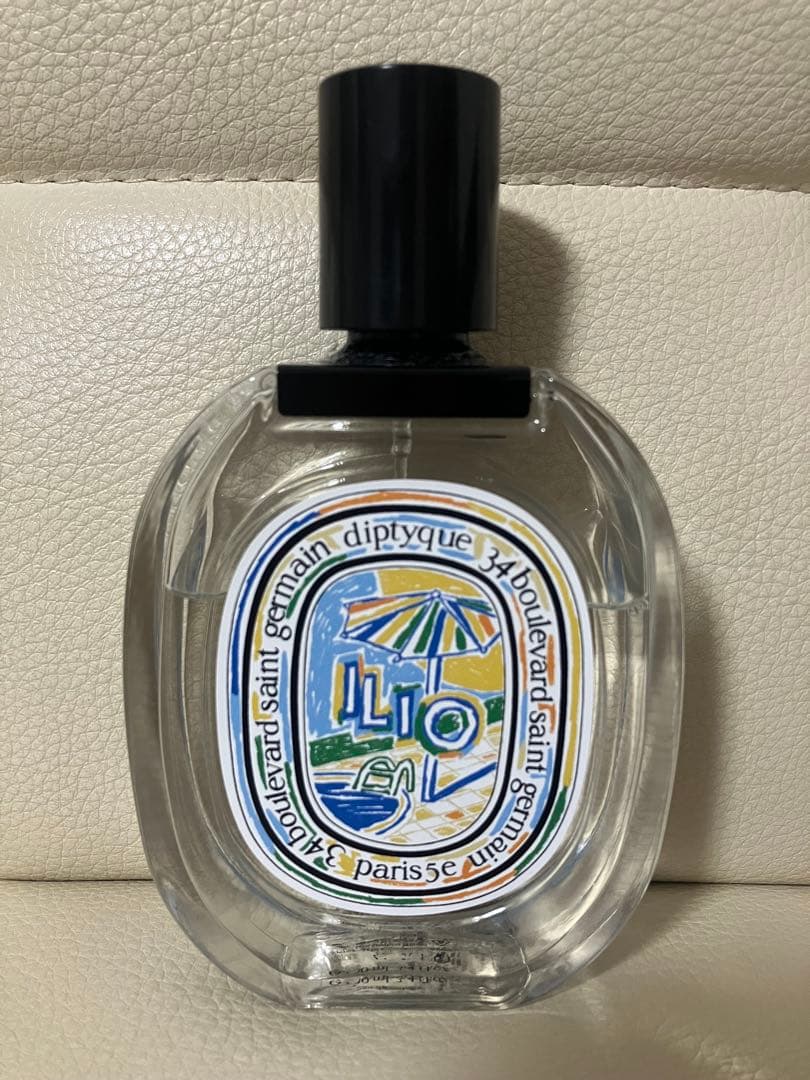 diptyque 34 boulevard saint germain paris 5e 34 boulevard saint germain
ILIO